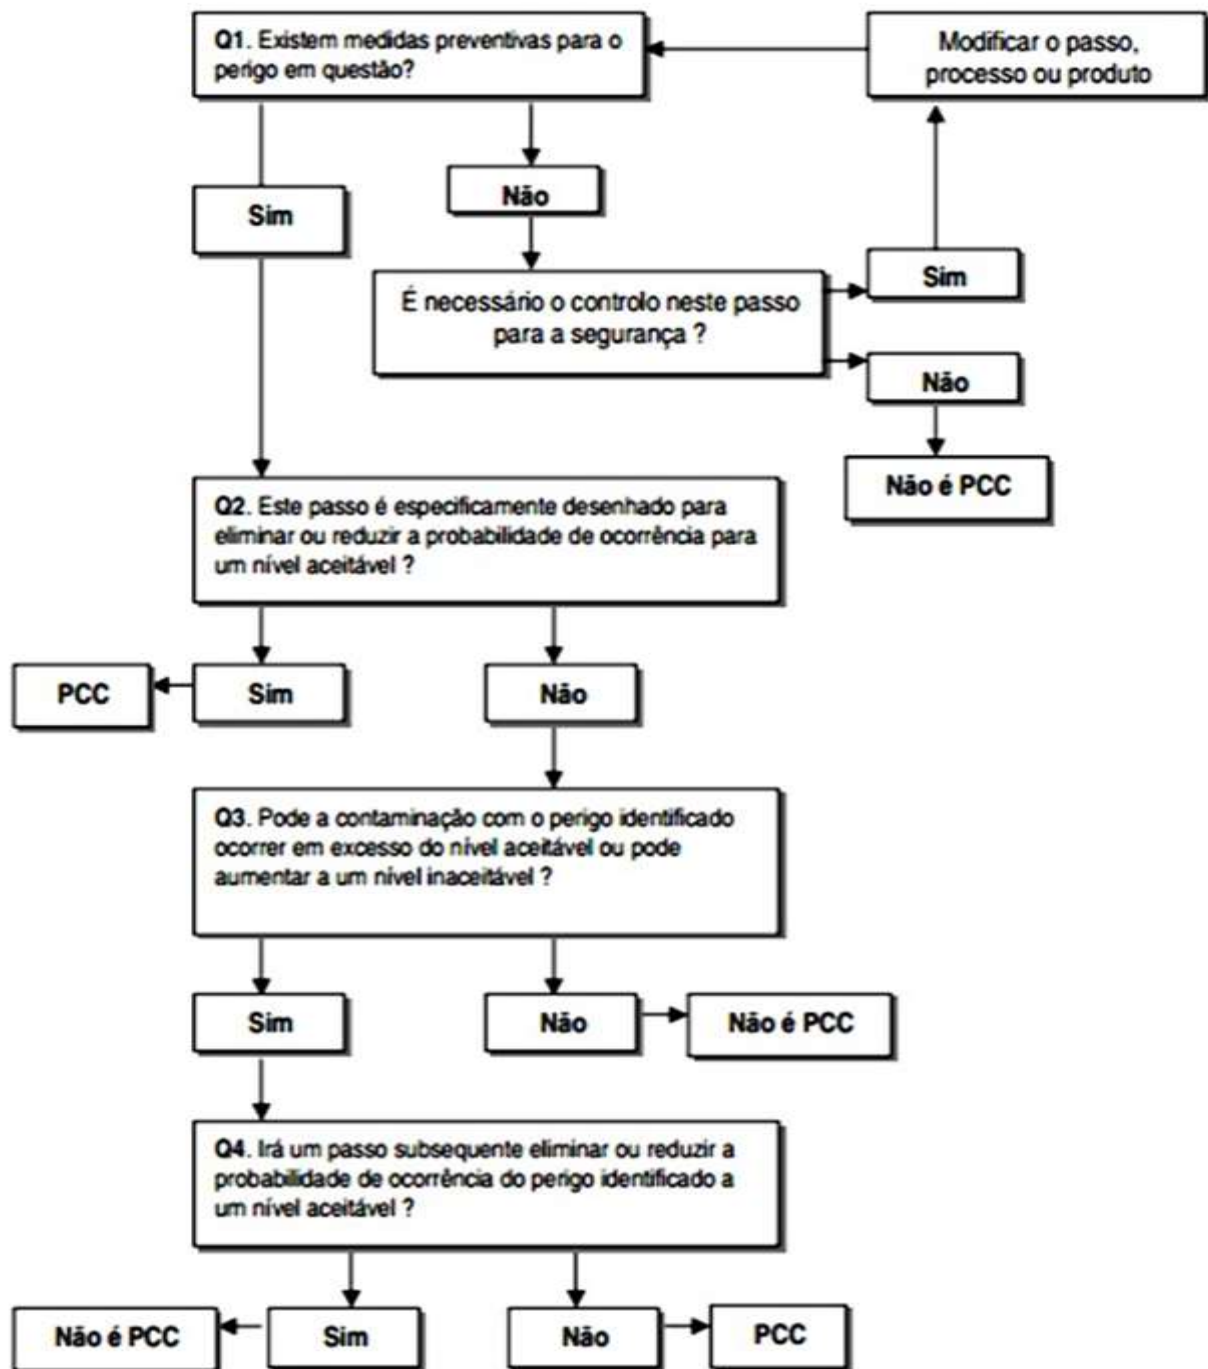 Q1. Existem medidas preventivas para o
perigo em questão?
Modificar o passo,
processo ou produto
Não
Sim
Sim
É necessário o controlo neste passo
para a segurança ?
Não
Não é PCC
Q2. Este passo é especificamente desenhado para
eliminar ou reduzir a probabilidade de ocorrência para
um nível aceitável ?
PCC
Sim
Não
Q3. Pode a contaminação com o perigo identificado
ocorrer em excesso do nível aceitável ou pode
aumentar a um nível inaceitável ?
Sim
Não
Não é PCC
Q4. Irá um passo subsequente eliminar ou reduzir a
probabilidade de ocorrência do perigo identificado a
um nível aceitável ?
Não é PCC
Sim
Não
PCC